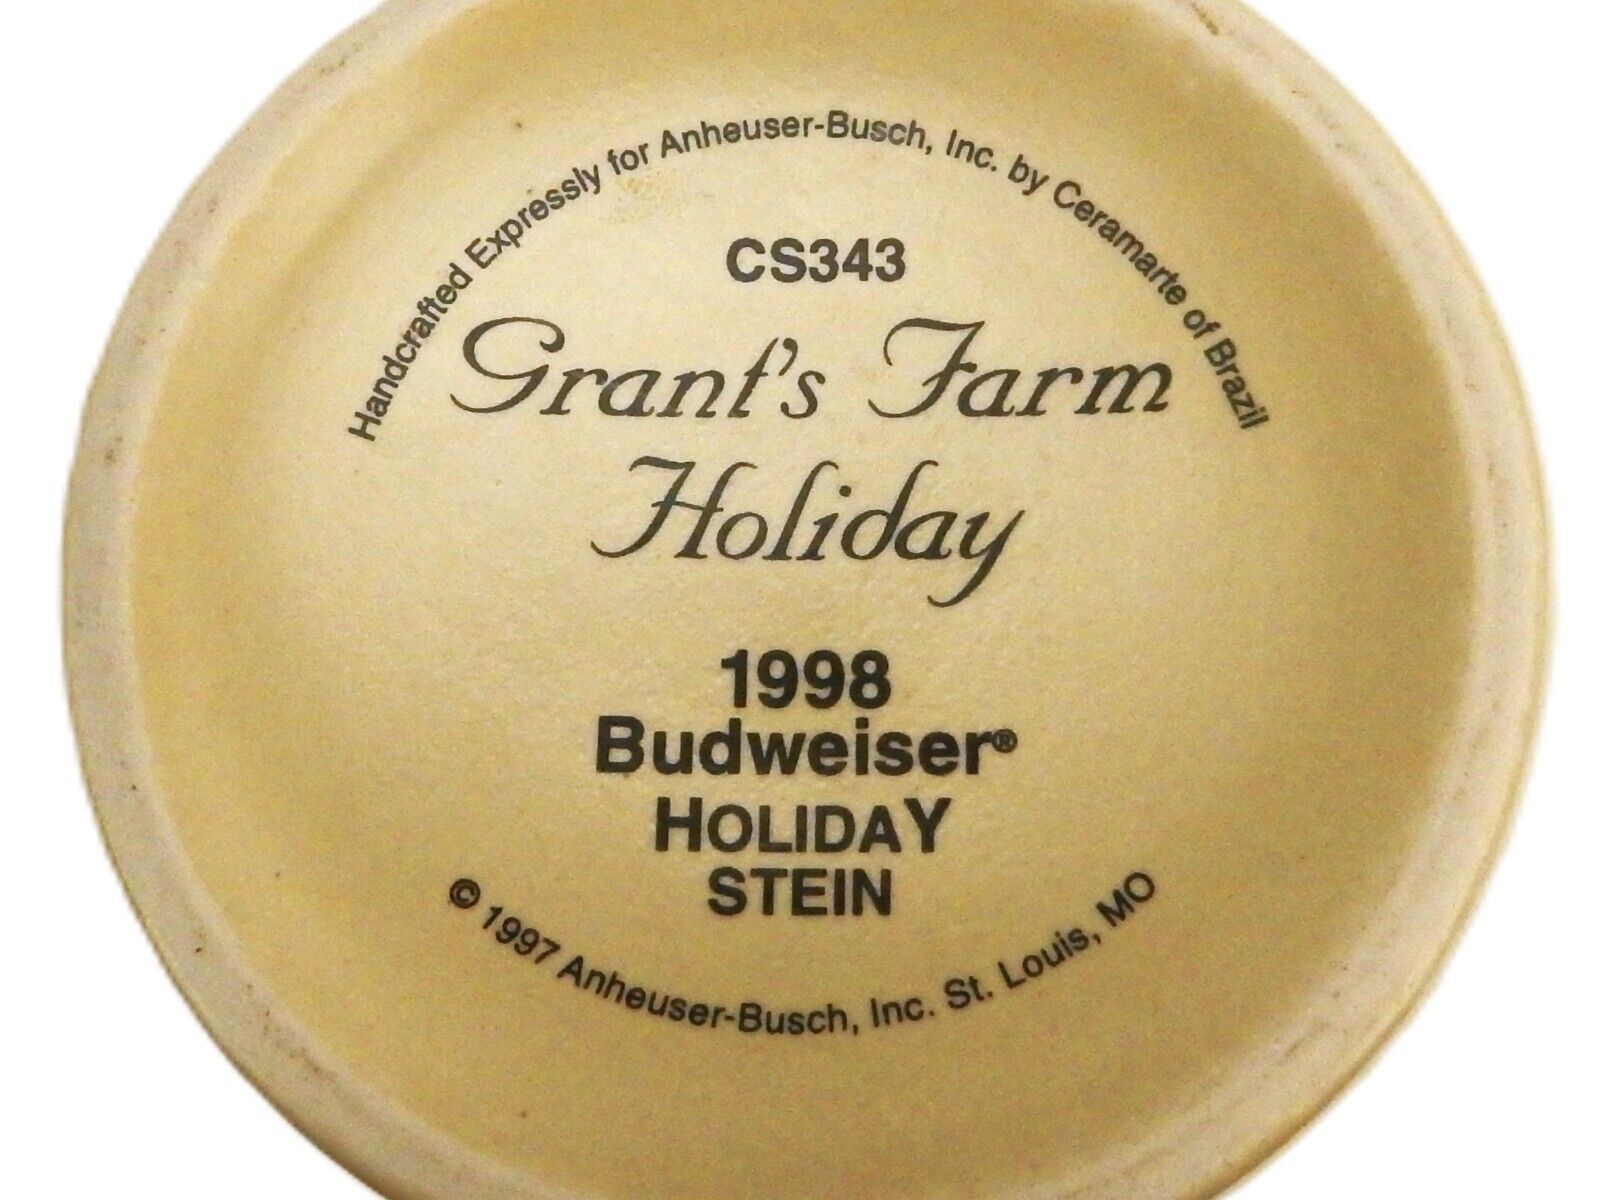 Handcrafted Expressly for Anheuser-Busch, Inc. by Ceramarte of Brazil
CS343
Grant's Farm
Holiday
1998
Budweiser®
HOLIDAY
STEIN
© 1997 Anheuser-Busch, Inc. St. Louis, MO